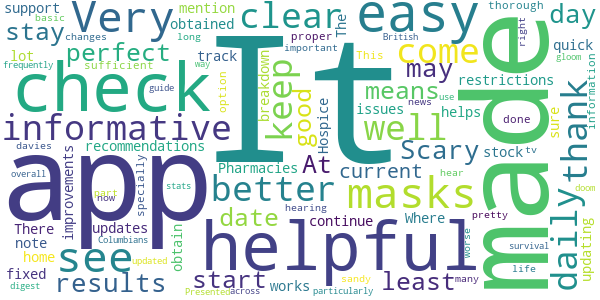 support
mention
obtained
long
basic
Very
clear
The
proper
changes
important
easy
British
right
thorough
frequently
lot
stay
perfect
sufficient
track
way
option
breakdown
keep
good
This
come
may
restrictions
day
quick
gloom
check
guide
issues
means
helps
informative
Hospice
well
Scary
news
use
done
thank
sure
information
It
made
davies
recommendations
Pharmacies
At
current
stock
tv
overall
improvements
specially
stats
app
better
masks
hear
daily
doom
There
now
part
updates
hearing
continue
Where
pretty
note
Columbians
obtain
date
helpful
worse
survival
updating
home
see
updated
start
works
least
many
life
fixed
digest
results
Presented
across
sandy
particularly